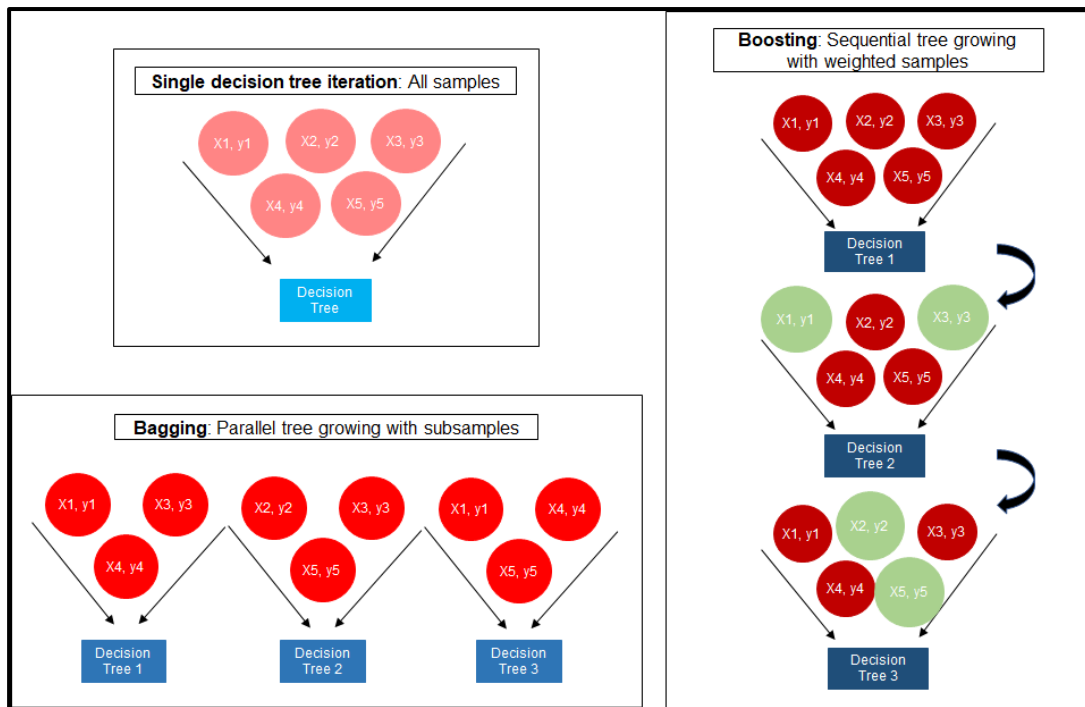 Single decision tree iteration: All samples
X1, y1
X2, y2
X3, y3
X4, y4
X5, y5
Decision
Tree
Bagging: Parallel tree growing with subsamples
X1, y1
X3, y3
X4, y4
Decision
Tree 1
X2, y2
X3, y3
X5, y5
Decision
Tree 2
X1, y1
X4, y4
X5, y5
Decision
Tree 3
Boosting: Sequential tree growing
with weighted samples
X1, y1
X2, y2
X3, y3
X4, y4
X5, y5
Decision
Tree 1
X1, y1
X2, y2
X3, y3
X4, y4
X5, y5
Decision
Tree 2
X1, y1
X2, y2
X3, y3
X4, y4
X5, y5
Decision
Tree 3